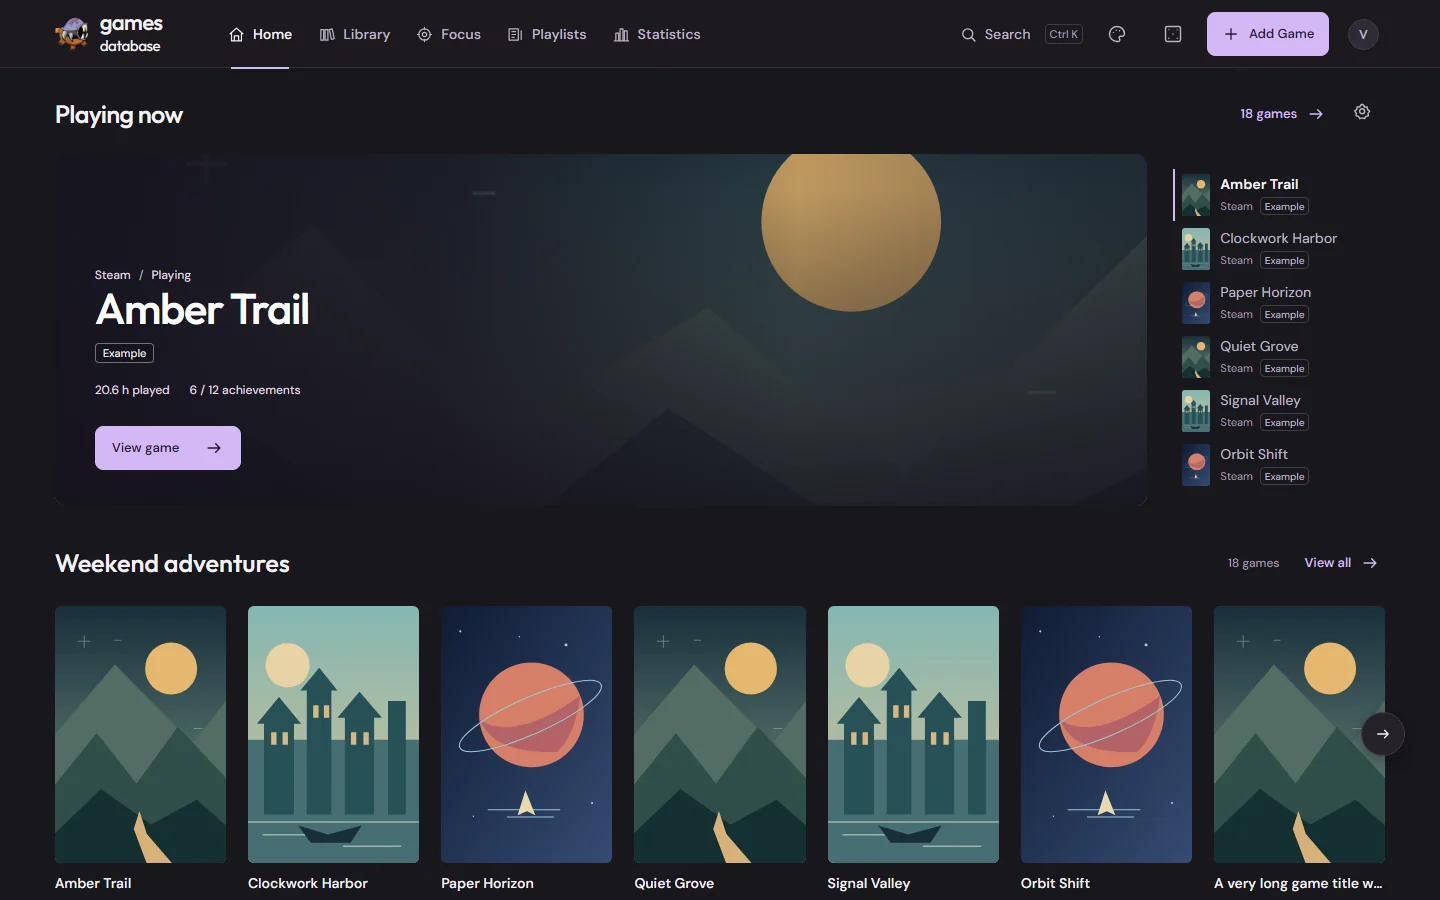 games
database
Home
Library
Focus
Playlists
Statistics
Search
Ctrl K
Add Game
V
Playing now
18 games
Steam / Playing
Amber Trail
Example
20.6 h played
6 / 12 achievements
View game
Amber Trail
Steam Example
Clockwork Harbor
Steam Example
Paper Horizon
Steam Example
Quiet Grove
Steam Example
Signal Valley
Steam Example
Orbit Shift
Steam Example
Weekend adventures
18 games
View all
Amber Trail
Clockwork Harbor
Paper Horizon
Quiet Grove
Signal Valley
Orbit Shift
A very long game title w...